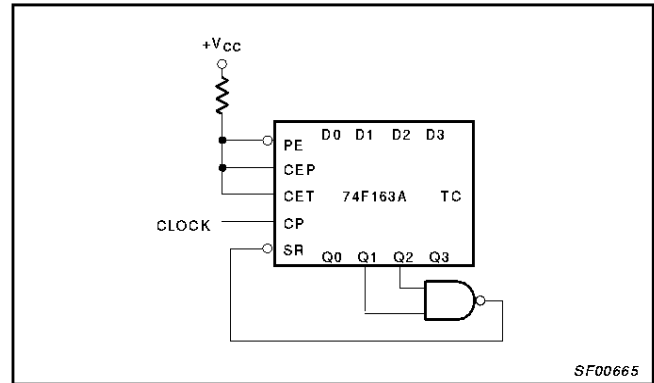 +VCC
D0 D1 D2 D3
PE
CEP
CET 74F163A TC
CLOCK CP
SR
Q0 Q1 Q2 Q3
SF00665